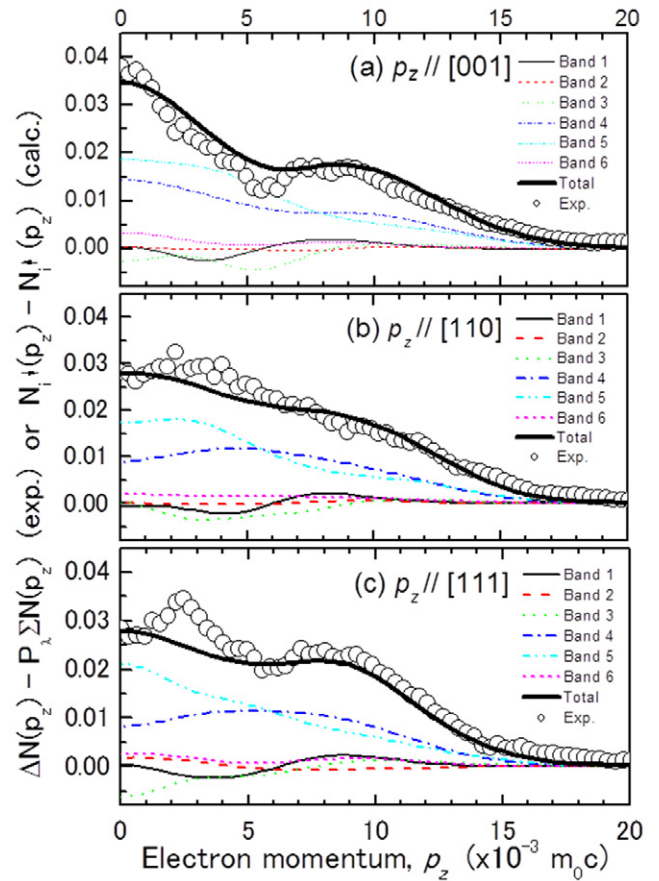 0 5 10 15 20
ΔN(p_z) − P_λ ΣN(p_z) (exp.) or N_i↑(p_z) − N_i↓(p_z) (calc.)
(a) p_z // [001]
0.04
0.03
0.02
0.01
0.00
Band 1
Band 2
Band 3
Band 4
Band 5
Band 6
Total
Exp.
(b) p_z // [110]
0.04
0.03
0.02
0.01
0.00
Band 1
Band 2
Band 3
Band 4
Band 5
Band 6
Total
Exp.
(c) p_z // [111]
0.04
0.03
0.02
0.01
0.00
Band 1
Band 2
Band 3
Band 4
Band 5
Band 6
Total
Exp.
0 5 10 15 20
Electron momentum, p_z (x10⁻³ m₀c)